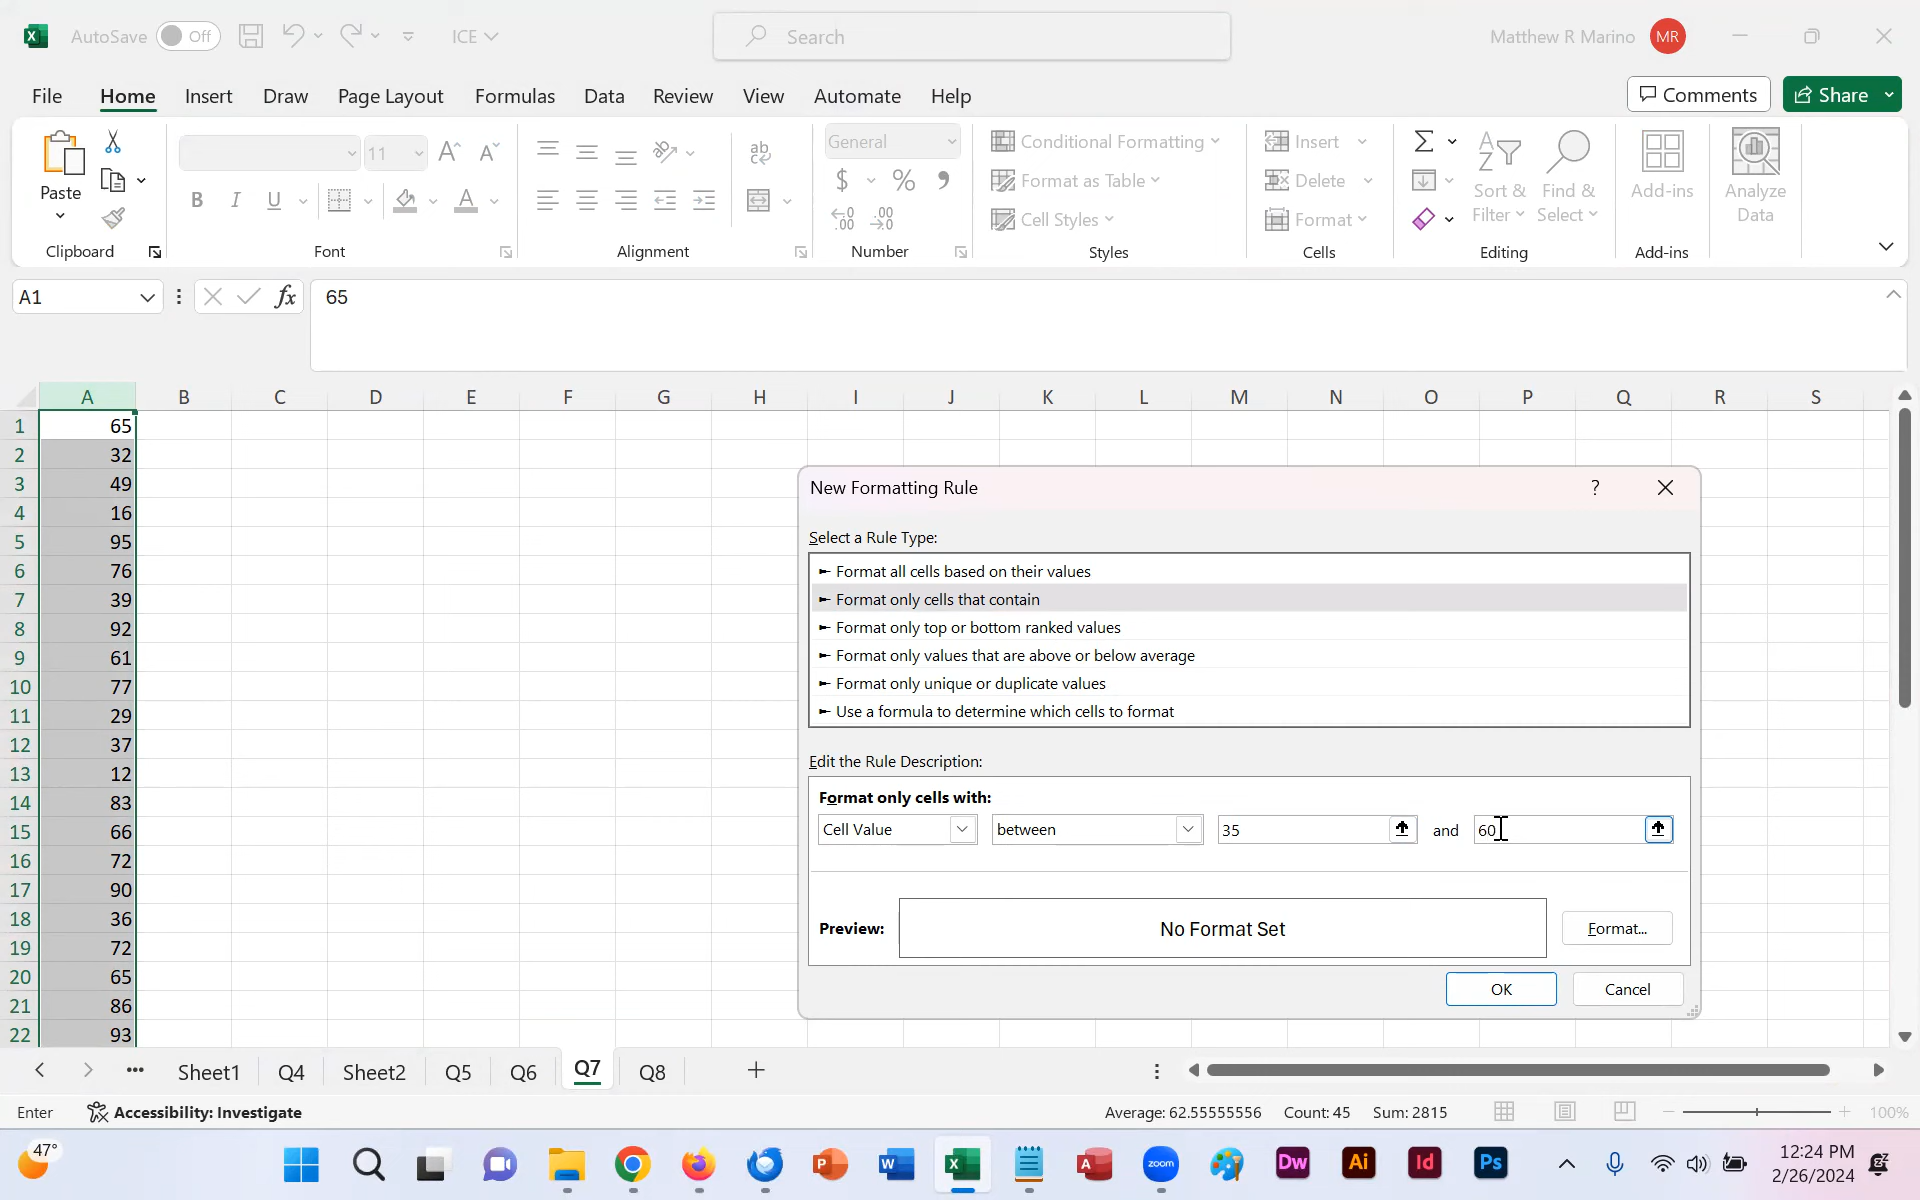 AutoSave Off ICE Search Matthew R Marino MR
File Home Insert Draw Page Layout Formulas Data Review View Automate Help Comments Share
Paste
11
B I U
ab
General
$ % 9
Conditional Formatting
Format as Table
Cell Styles
Insert
Delete
Format
Sort & Filter
Find & Select
Add-ins
Analyze Data
Clipboard Font Alignment Number Styles Cells Editing Add-ins
A1 fx 65
A B C D E F G H I J K L M N O P Q R S
1 65
2 32
3 49
4 16
5 95
6 76
7 39
8 92
9 61
10 77
11 29
12 37
13 12
14 83
15 66
16 72
17 90
18 36
19 72
20 65
21 86
22 93
New Formatting Rule ?
Select a Rule Type:
► Format all cells based on their values
► Format only cells that contain
► Format only top or bottom ranked values
► Format only values that are above or below average
► Format only unique or duplicate values
► Use a formula to determine which cells to format
Edit the Rule Description:
Format only cells with:
Cell Value between 35 and 60
Preview: No Format Set Format...
OK Cancel
Sheet1 Q4 Sheet2 Q5 Q6 Q7 Q8
Enter Accessibility: Investigate Average: 62.55555556 Count: 45 Sum: 2815 100%
47° zoom Dw Ai Id Ps 12:24 PM
2/26/2024